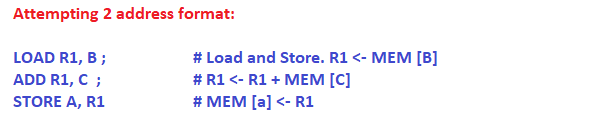 Attempting 2 address format:
LOAD R1, B ; # Load and Store. R1 <- MEM [B]
ADD R1, C ; # R1 <- R1 + MEM [C]
STORE A, R1 # MEM [a] <- R1